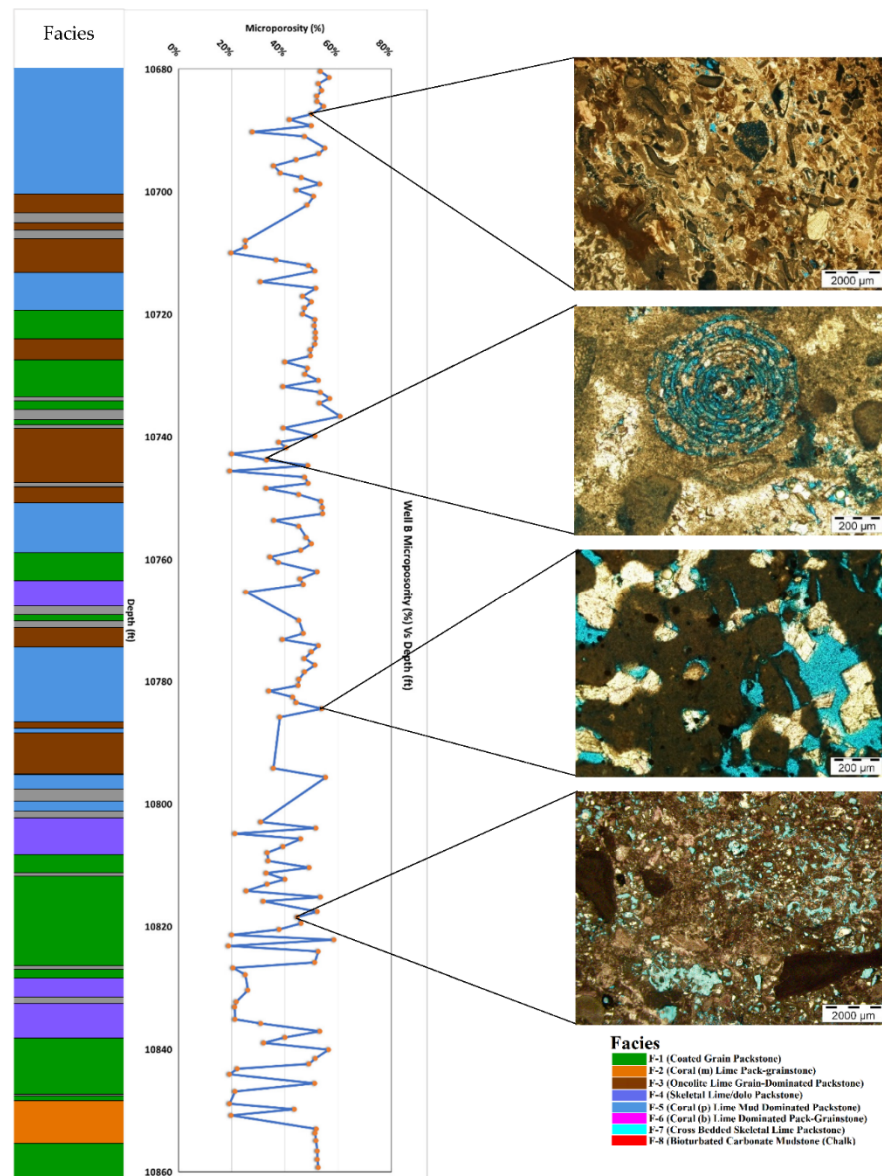 Facies
Microporosity (%)
0%
20%
40%
60%
80%
10680
10700
10720
10740
10760
10780
10800
10820
10840
10860
Depth (ft)
Well B Microposority (%) Vs Depth (ft)
2000 µm
200 µm
200 µm
2000 µm
Facies
F-1 (Coated Grain Packstone)
F-2 (Coral (m) Lime Pack-grainstone)
F-3 (Oncolite Lime Grain-Dominated Packstone)
F-4 (Skeletal Lime/dolo Packstone)
F-5 (Coral (p) Lime Mud Dominated Packstone)
F-6 (Coral (b) Lime Dominated Pack-Grainstone)
F-7 (Cross Bedded Skeletal Lime Packstone)
F-8 (Bioturbated Carbonate Mudstone (Chalk)